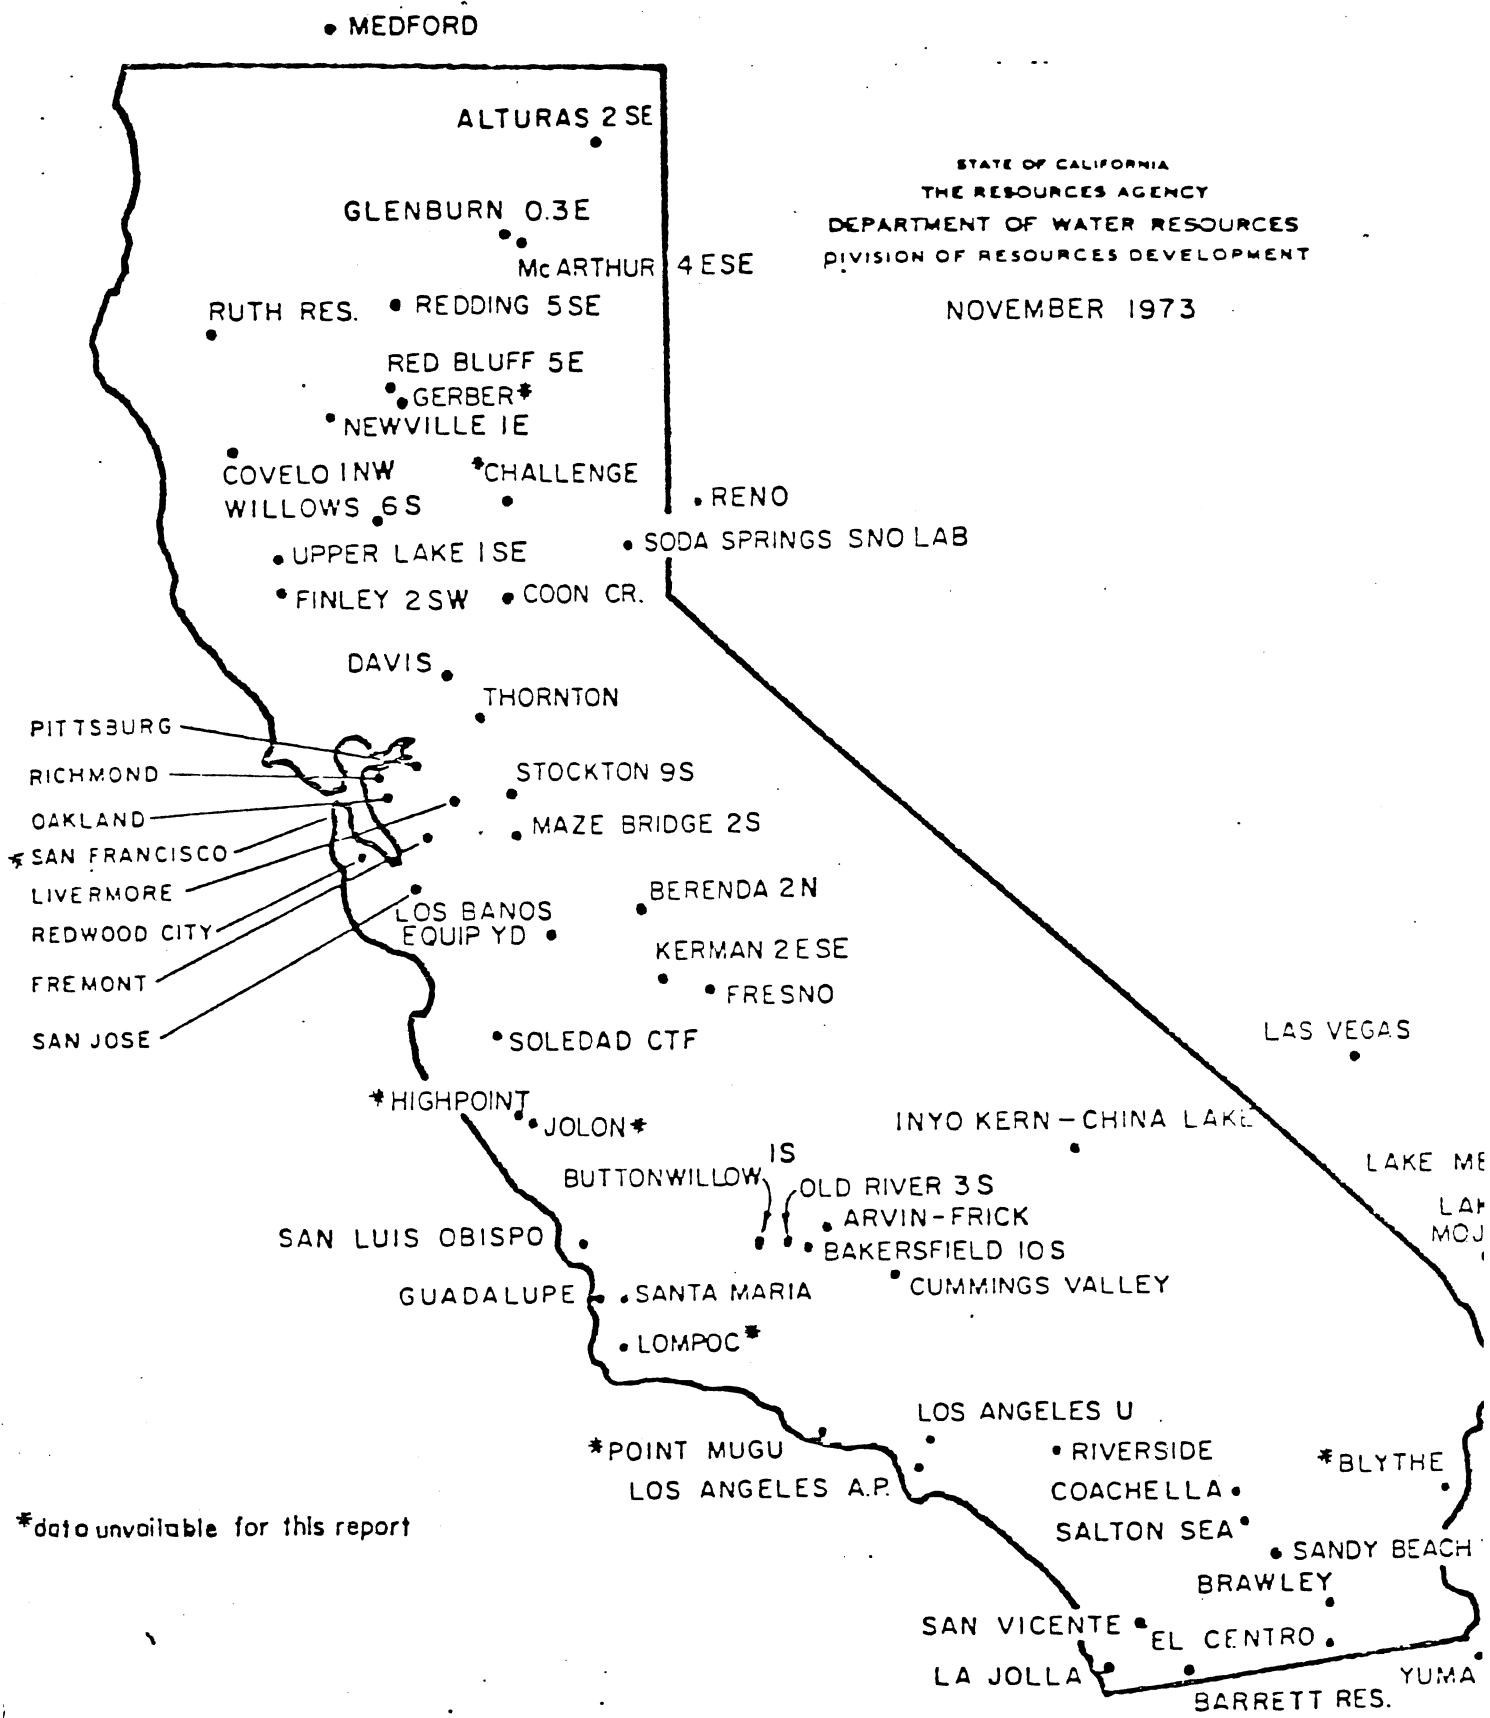 MEDFORD
ALTURAS 2 SE
STATE OF CALIFORNIA
THE RESOURCES AGENCY
DEPARTMENT OF WATER RESOURCES
DIVISION OF RESOURCES DEVELOPMENT
NOVEMBER 1973
GLENBURN 0.3E
McARTHUR 4 ESE
RUTH RES.
REDDING 5SE
RED BLUFF 5E
GERBER*
NEWVILLE 1E
COVELO 1NW
*CHALLENGE
WILLOWS 6S
RENO
SODA SPRINGS SNO LAB
UPPER LAKE 1SE
FINLEY 2SW
COON CR.
DAVIS
THORNTON
PITTSBURG
RICHMOND
STOCKTON 9S
OAKLAND
MAZE BRIDGE 2S
*SAN FRANCISCO
LIVERMORE
BERENDA 2N
LOS BANOS
EQUIP YD
REDWOOD CITY
KERMAN 2ESE
FREMONT
FRESNO
SAN JOSE
SOLEDAD CTF
LAS VEGAS
*HIGHPOINT
JOLON*
INYO KERN-CHINA LAKE
BUTTONWILLOW 1S
OLD RIVER 3S
LAKE ME
LAK
MOJ
ARVIN-FRICK
SAN LUIS OBISPO
BAKERSFIELD 10S
CUMMINGS VALLEY
GUADALUPE
SANTA MARIA
LOMPOC*
LOS ANGELES U
*POINT MUGU
RIVERSIDE
*BLYTHE
LOS ANGELES A.P.
COACHELLA
*data unvailable for this report
SALTON SEA
SANDY BEACH
BRAWLEY
SAN VICENTE
EL CENTRO
LA JOLLA
YUMA
BARRETT RES.